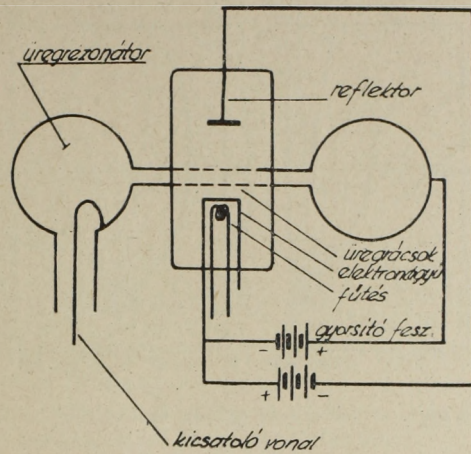 üregrezonátor
reflektor
üregrácsok
elektronágyú
fűtés
gyorsító fesz.
- +
+ -
kicsatoló vonal